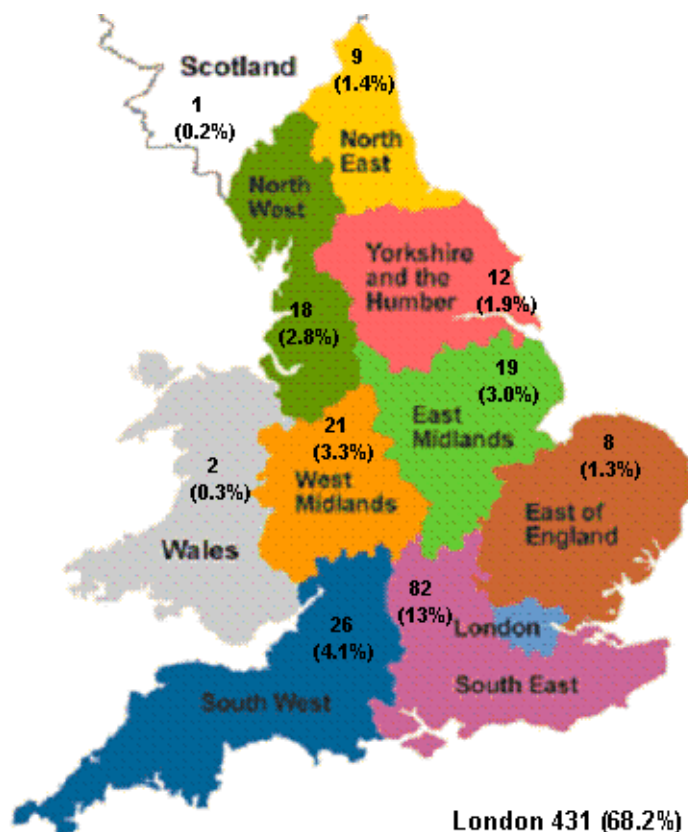 Scotland
1
(0.2%)
9
(1.4%)
North
East
North
West
Yorkshire
and the
Humber
12
(1.9%)
18
(2.8%)
19
(3.0%)
East
Midlands
21
(3.3%)
West
Midlands
2
(0.3%)
Wales
8
(1.3%)
East of
England
82
(13%)
London
26
(4.1%)
South West
South East
London 431 (68.2%)